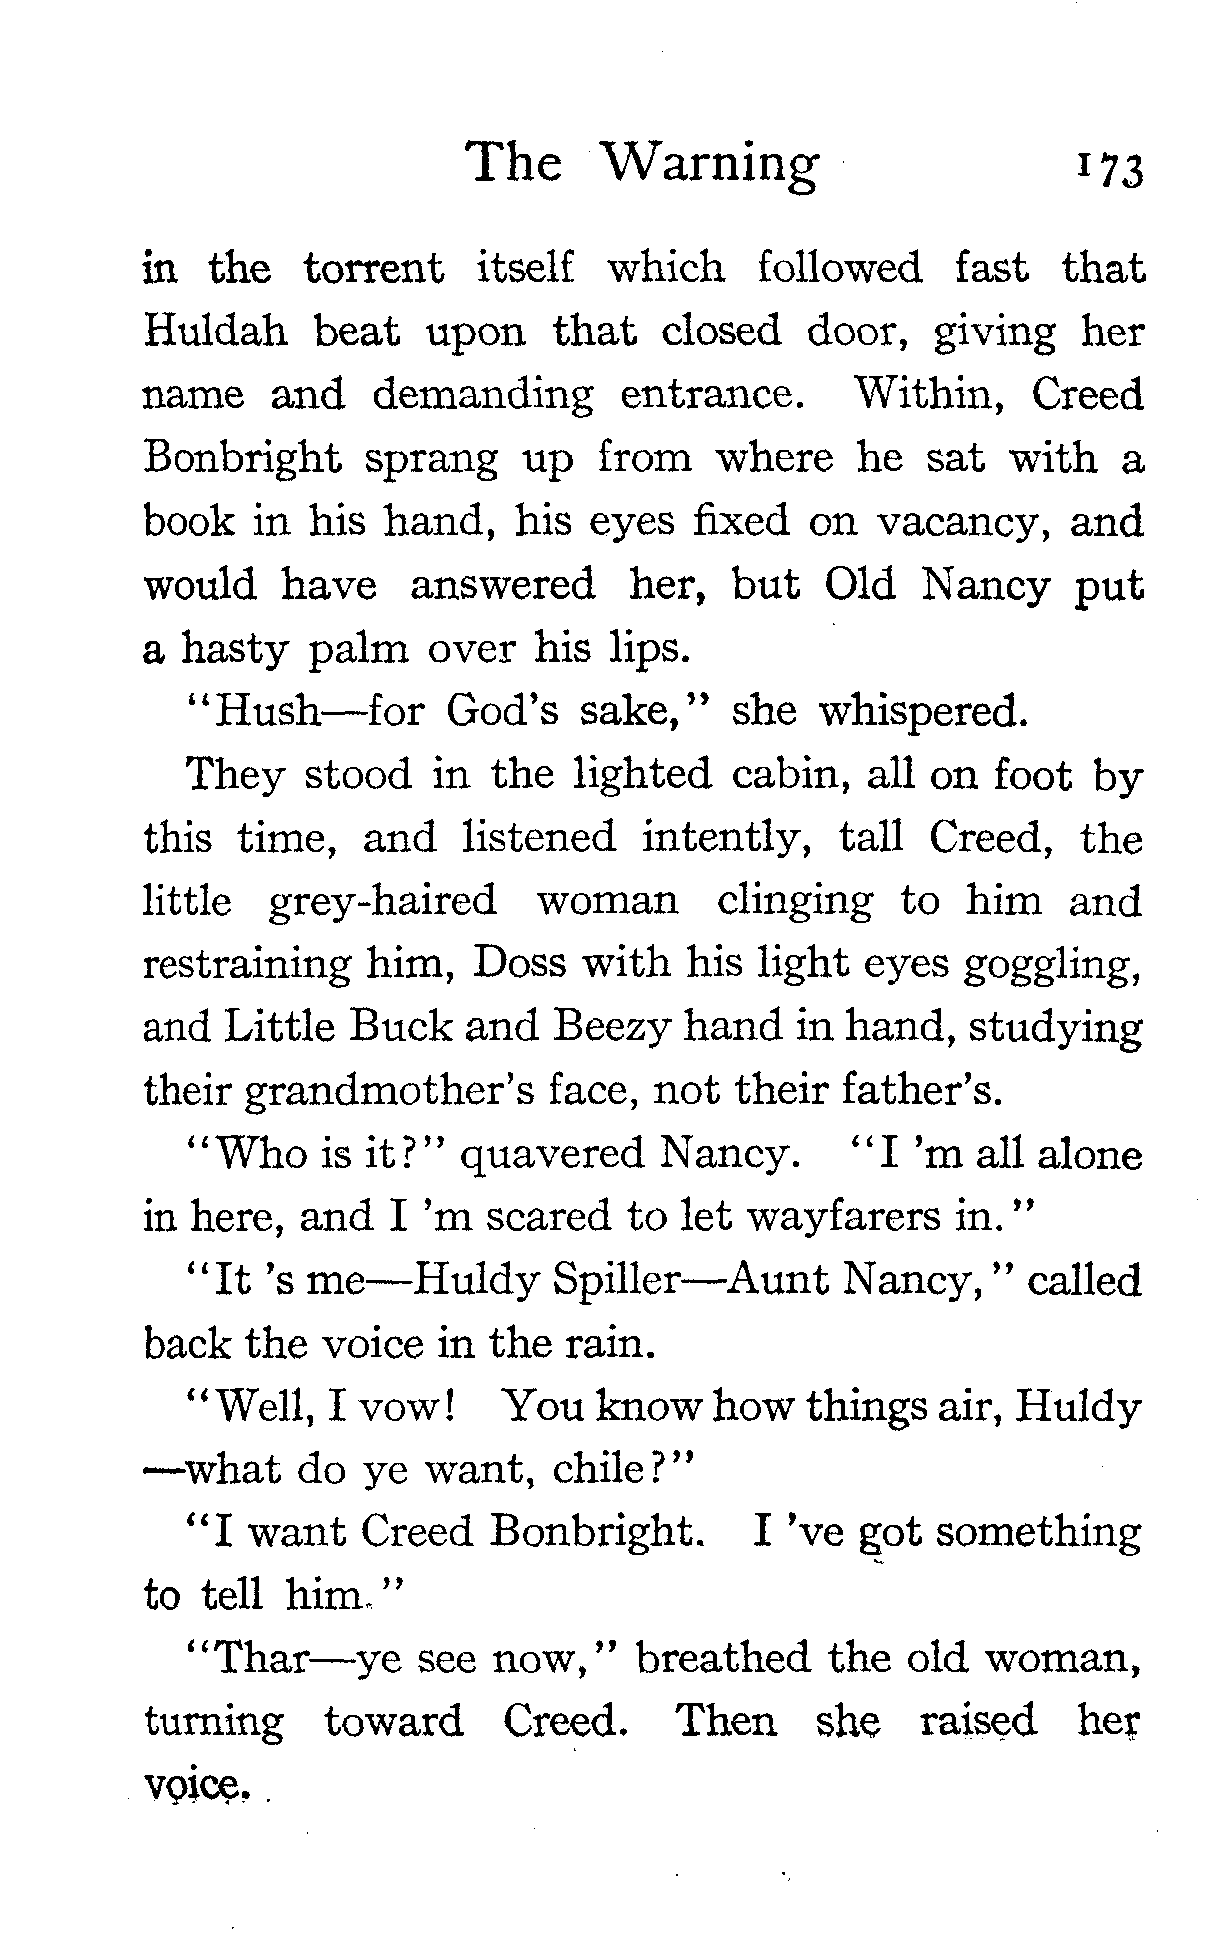 The Warning 173
in the torrent itself which followed fast that
Huldah beat upon that closed door, giving her
name and demanding entrance. Within, Creed
Bonbright sprang up from where he sat with a
book in his hand, his eyes fixed on vacancy, and
would have answered her, but Old Nancy put
a hasty palm over his lips.
"Hush—for God's sake," she whispered.
They stood in the lighted cabin, all on foot by
this time, and listened intently, tall Creed, the
little grey-haired woman clinging to him and
restraining him, Doss with his light eyes goggling,
and Little Buck and Beezy hand in hand, studying
their grandmother's face, not their father's.
"Who is it?" quavered Nancy. "I 'm all alone
in here, and I 'm scared to let wayfarers in."
"It 's me—Huldy Spiller—Aunt Nancy," called
back the voice in the rain.
"Well, I vow! You know how things air, Huldy
—what do ye want, chile?"
"I want Creed Bonbright. I 've got something
to tell him."
"Thar—ye see now," breathed the old woman,
turning toward Creed. Then she raised her
voice.